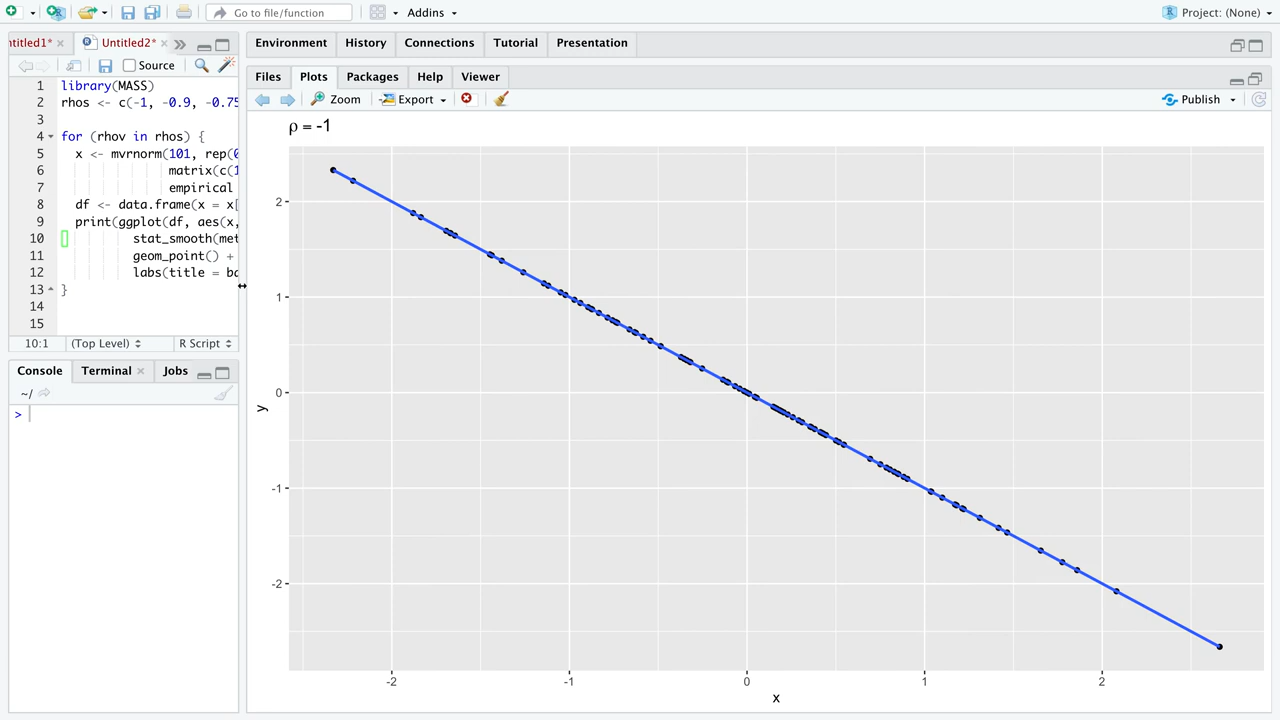 Go to file/function
Addins
Project: (None)
ntitled1*
Untitled2*
Source
1 library(MASS)
2 rhos <- c(-1, -0.9, -0.75
3
4 for (rhov in rhos) {
5 x <- mvrnorm(101, rep(0
6 matrix(c(1
7 empirical
8 df <- data.frame(x = x[
9 print(ggplot(df, aes(x,
10 stat_smooth(met
11 geom_point() +
12 labs(title = bq
13 }
14
15
10:1 (Top Level) R Script
Console Terminal Jobs
~/
>
Environment History Connections Tutorial Presentation
Files Plots Packages Help Viewer
Zoom Export Publish
ρ = -1
2
1
0
-1
-2
y
-2 -1 0 1 2
x